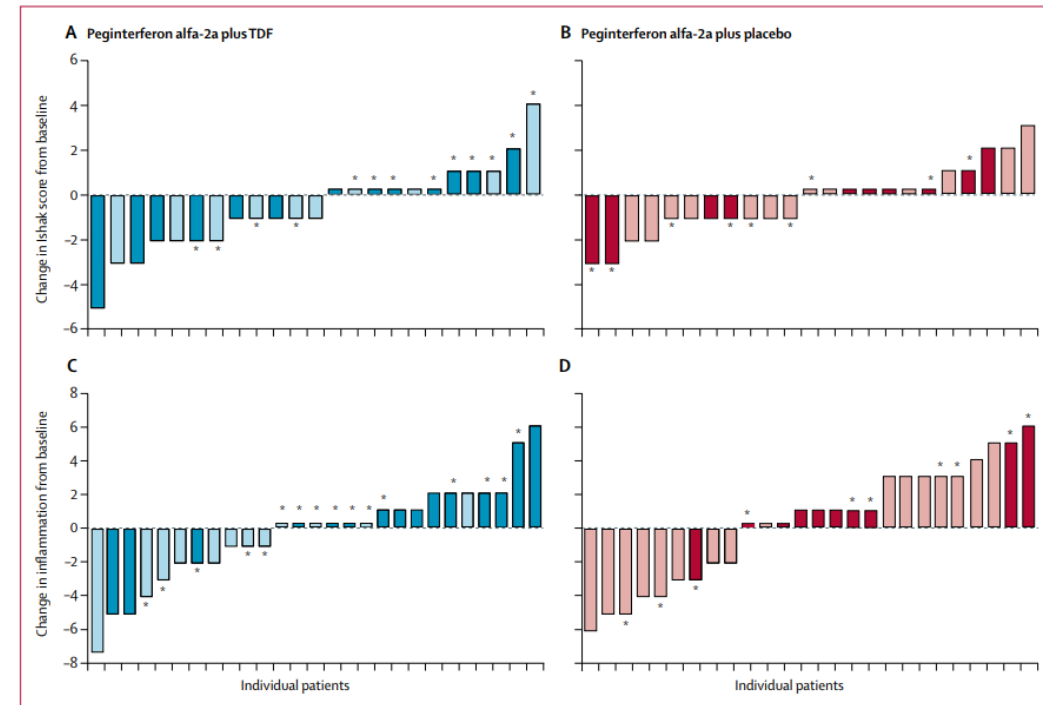 A Peginterferon alfa-2a plus TDF
B Peginterferon alfa-2a plus placebo
Change in Ishak score from baseline
6
4
2
0
–2
–4
–6
* * * * * * * * * * * * *
* * * * * * * * *
C
D
Change in inflammation from baseline
8
6
4
2
0
–2
–4
–6
–8
* * * * * * * * * * * * * * * *
* * * * * * * * * * *
Individual patients
Individual patients